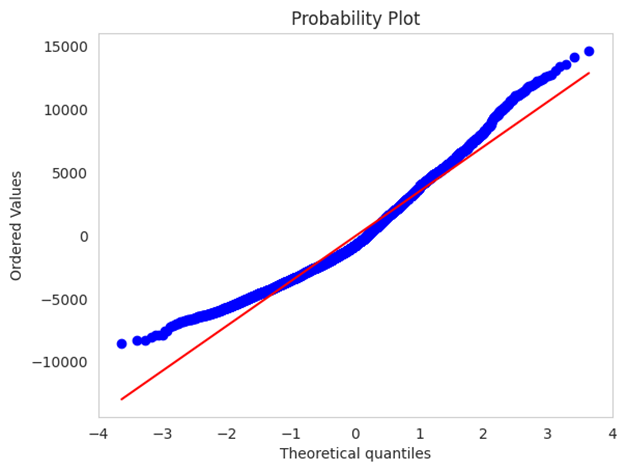 Probability Plot
15000
10000
5000
0
−5000
−10000
Ordered Values
−4 −3 −2 −1 0 1 2 3 4
Theoretical quantiles